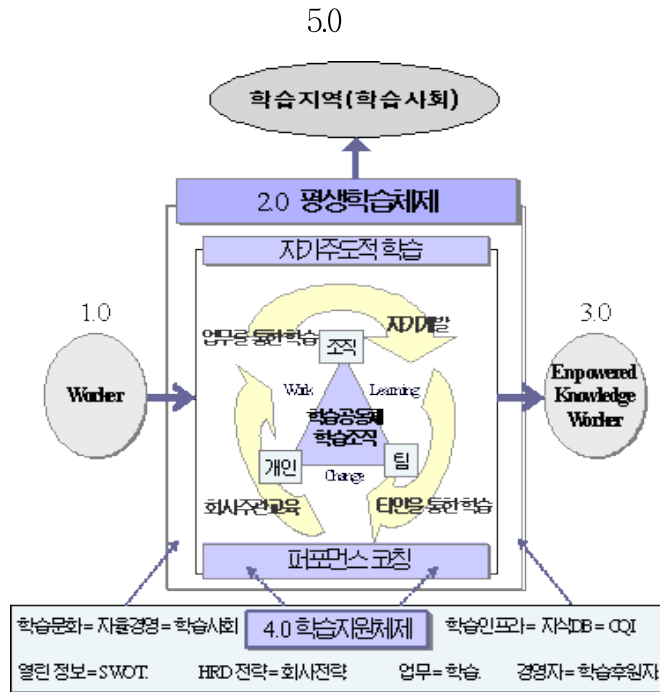 5.0
학습지역(학습사회)
2.0 평생학습체제
자기주도적 학습
1.0
3.0
업무를 통한 학습
자기개발
조직
Worker
Work
Learning
Enpowered
Knowledge
Worker
학습공동체
학습조직
개인
팀
Change
회사주관교육
타인을 통한 학습
퍼포먼스 코칭
학습문화= 자율경영= 학습사회
4.0 학습지원체제
학습인프라= 지식DB= CQI
열린 정보= SWOT.
HRD 전략= 회사전략
업무= 학습.
경영자= 학습후원자